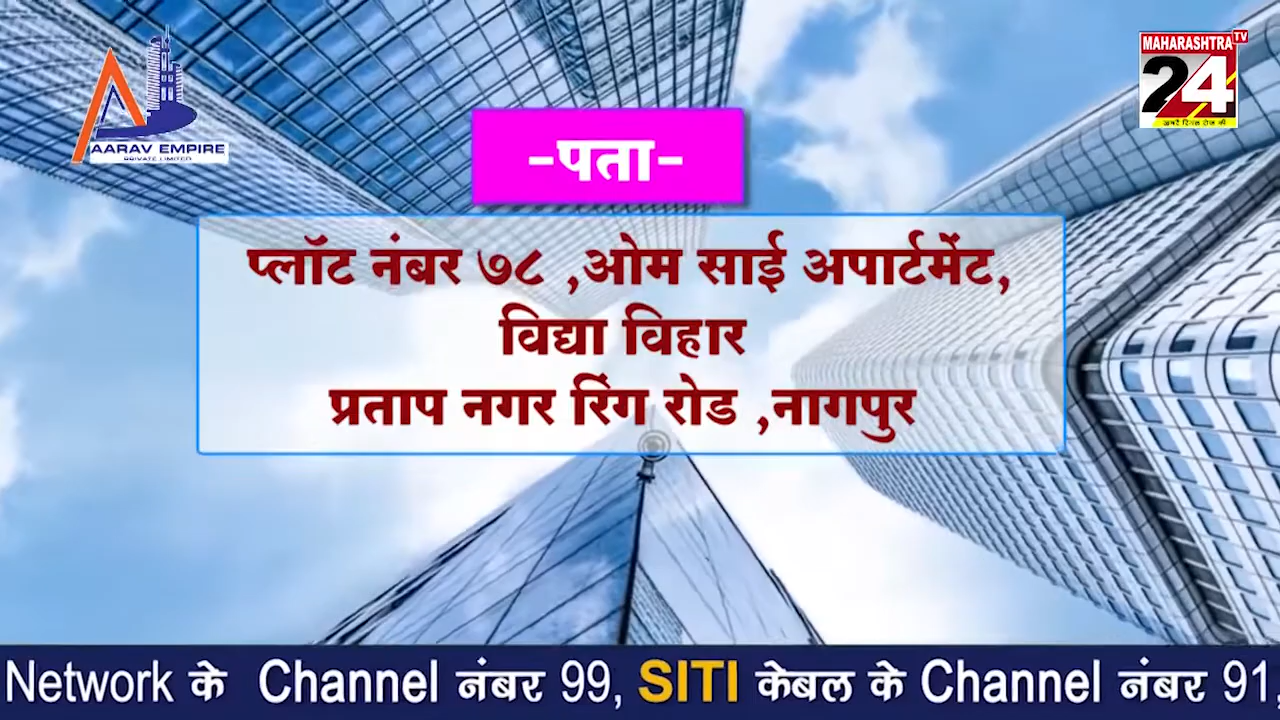 AARAV EMPIRE
PRIVATE LIMITED
MAHARASHTRA TV
24
-पता-
प्लॉट नंबर ७८ ,ओम साई अपार्टमेंट,
विद्या विहार
प्रताप नगर रिंग रोड ,नागपुर
Network के Channel नंबर 99, SITI केबल के Channel नंबर 91,